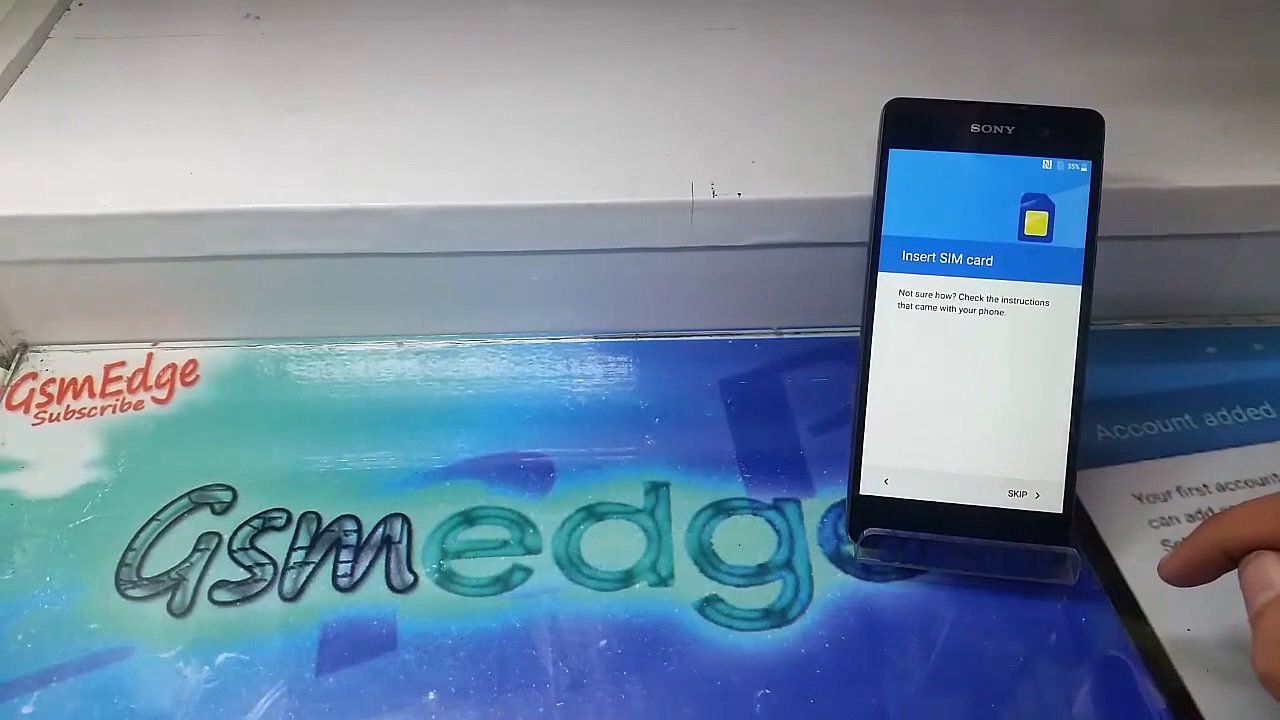 SONY
35%
Insert SIM card
Not sure how? Check the instructions
that came with your phone.
SKIP
GsmEdge
Subscribe
Gsmedge
Account added
Your first account
can add